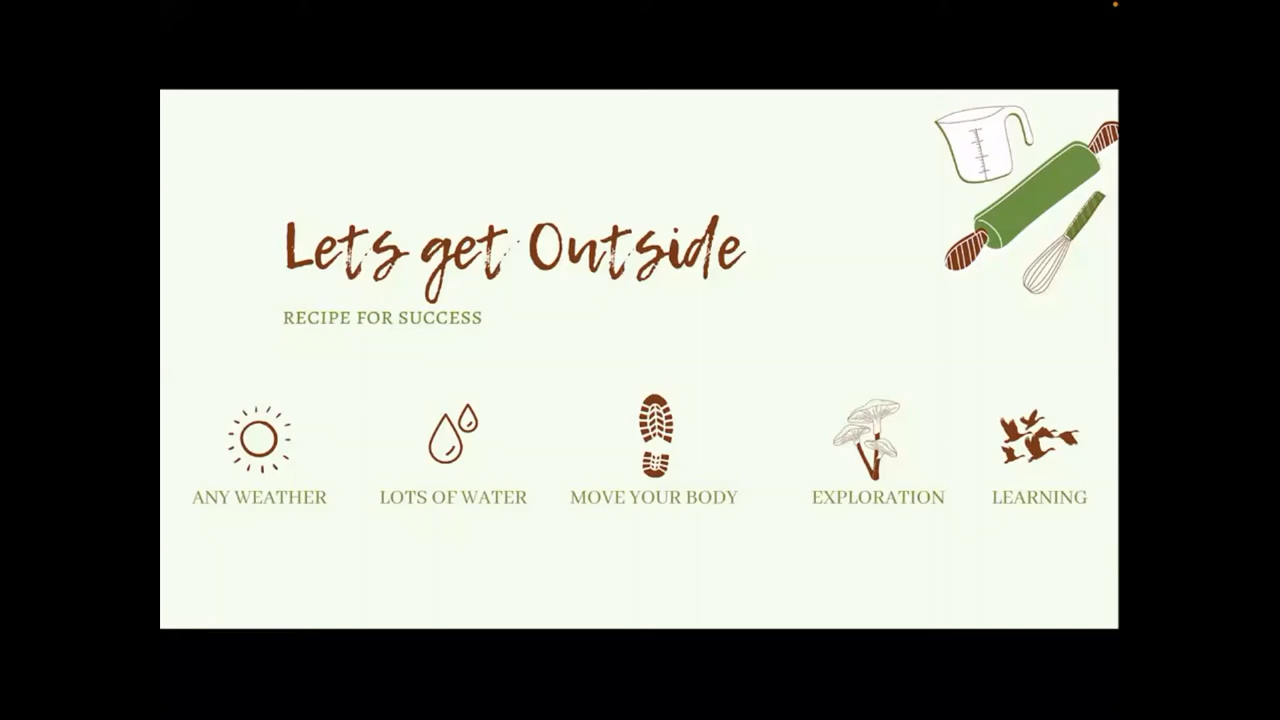 Lets get Outside
RECIPE FOR SUCCESS
ANY WEATHER
LOTS OF WATER
MOVE YOUR BODY
EXPLORATION
LEARNING